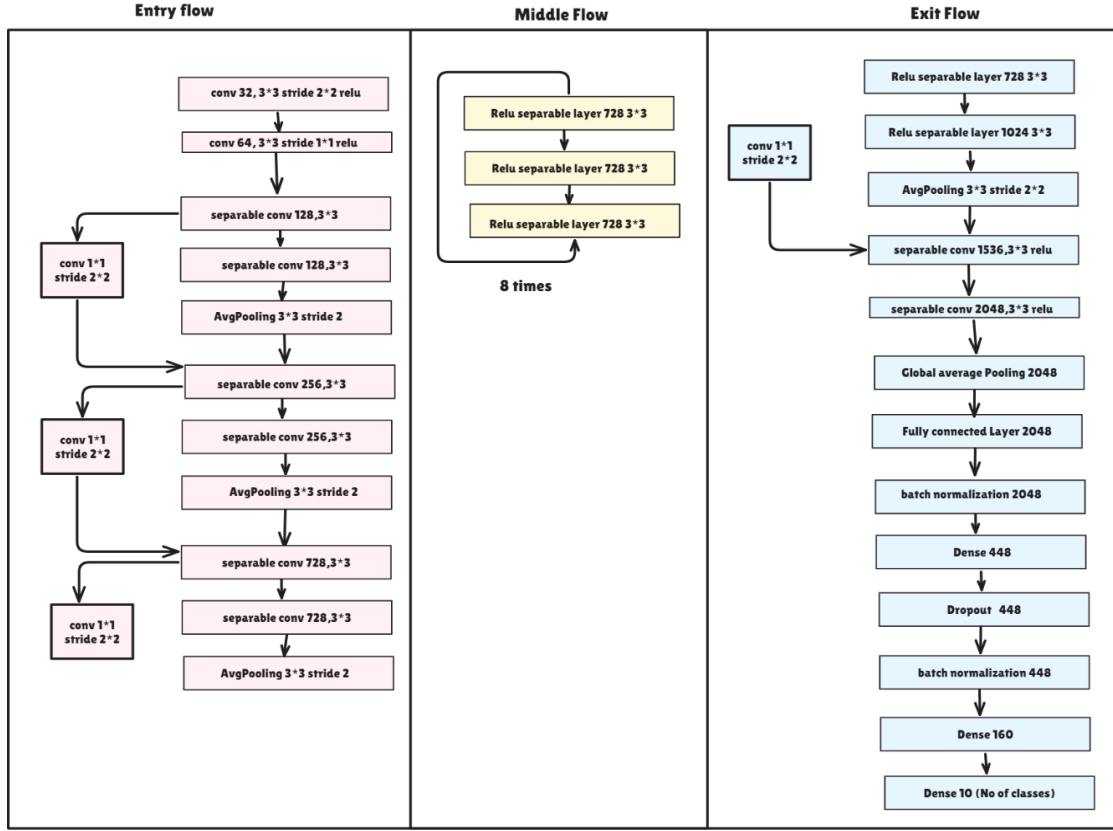 Entry flow
conv 32, 3*3 stride 2*2 relu
conv 64, 3*3 stride 1*1 relu
separable conv 128,3*3
conv 1*1
stride 2*2
separable conv 128,3*3
AvgPooling 3*3 stride 2
separable conv 256,3*3
conv 1*1
stride 2*2
separable conv 256,3*3
AvgPooling 3*3 stride 2
separable conv 728,3*3
conv 1*1
stride 2*2
separable conv 728,3*3
AvgPooling 3*3 stride 2
Middle Flow
Relu separable layer 728 3*3
Relu separable layer 728 3*3
Relu separable layer 728 3*3
8 times
Exit Flow
Relu separable layer 728 3*3
Relu separable layer 1024 3*3
conv 1*1
stride 2*2
AvgPooling 3*3 stride 2*2
separable conv 1536,3*3 relu
separable conv 2048,3*3 relu
Global average Pooling 2048
Fully connected Layer 2048
batch normalization 2048
Dense 448
Dropout 448
batch normalization 448
Dense 160
Dense 10 (No of classes)